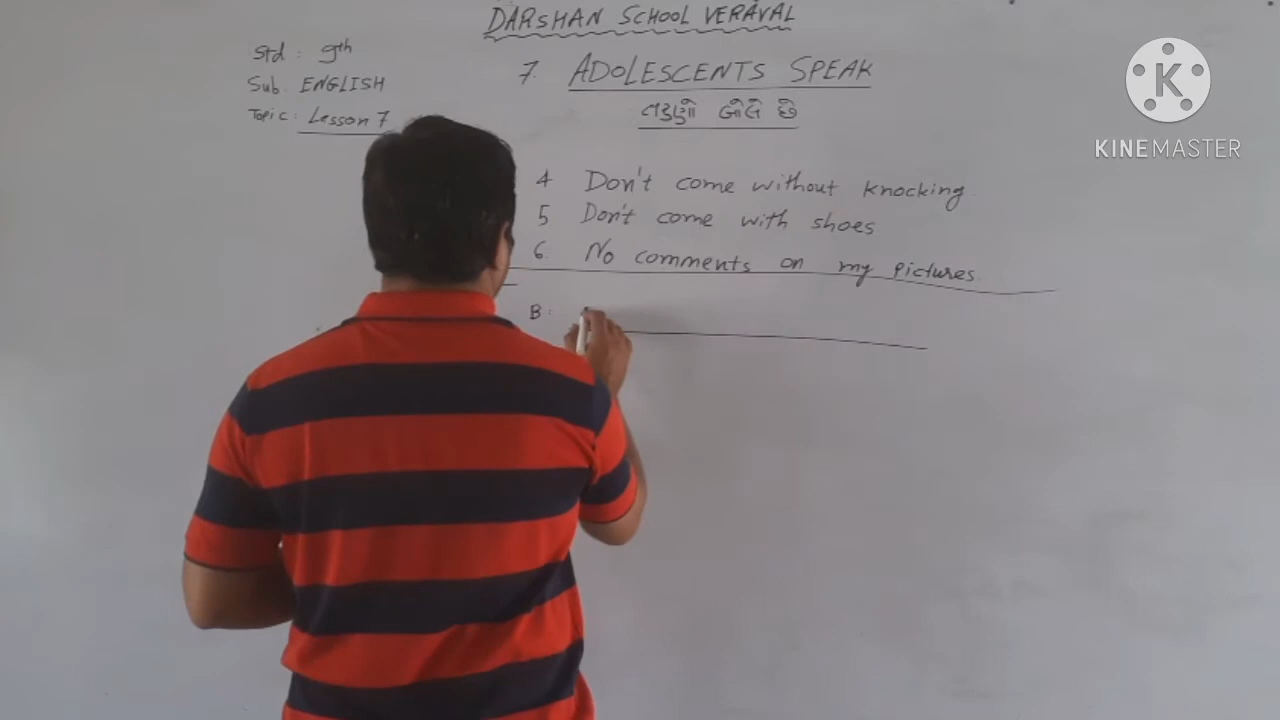 DARSHAN SCHOOL VERAVAL
Std : 9th
Sub. ENGLISH
Topic : Lesson 7
7. ADOLESCENTS SPEAK
તરુણો બોલે છે
4 Don't come without knocking
5 Don't come with shoes
6. No comments on my pictures
B :
K
KINEMASTER